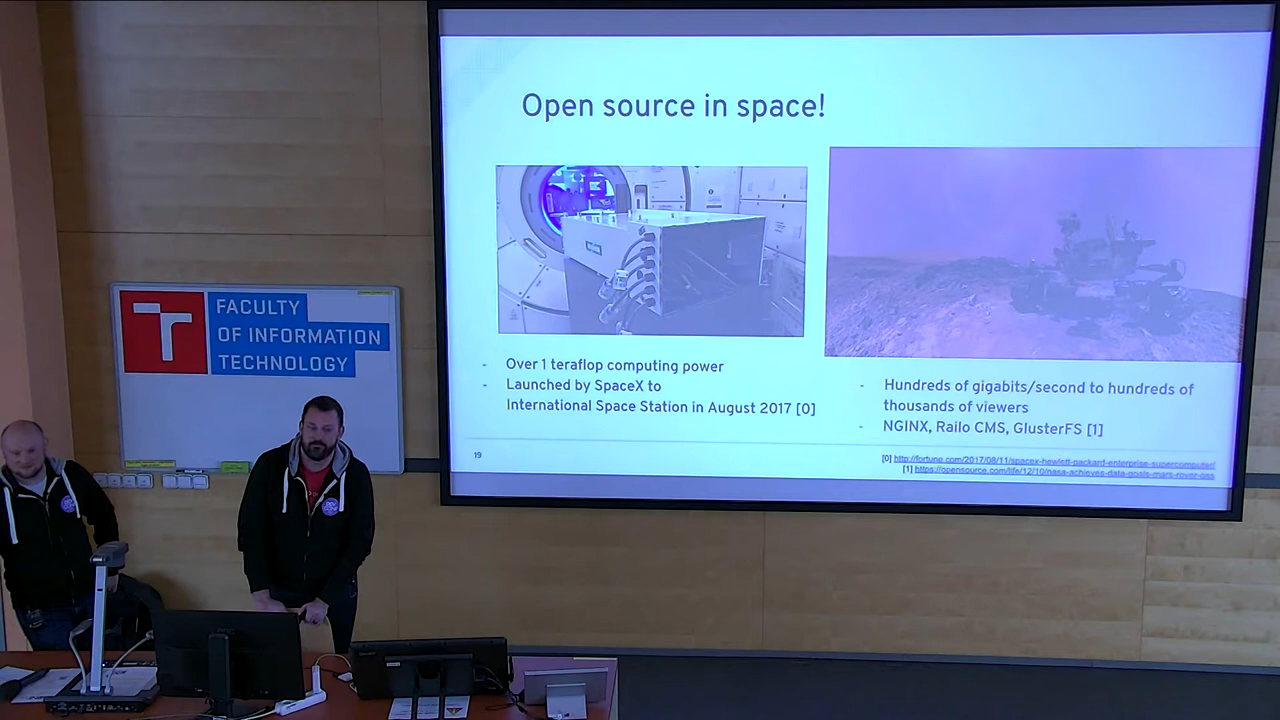 Open source in space!
- Over 1 teraflop computing power
- Launched by SpaceX to
International Space Station in August 2017 [0]
- Hundreds of gigabits/second to hundreds of
thousands of viewers
- NGINX, Railo CMS, GlusterFS [1]
19
[0] http://fortune.com/2017/08/11/spacex-hewlett-packard-enterprise-supercomputer/
[1] https://opensource.com/life/12/10/nasa-achieves-data-goals-mars-rover-oss
T
FACULTY
OF INFORMATION
TECHNOLOGY